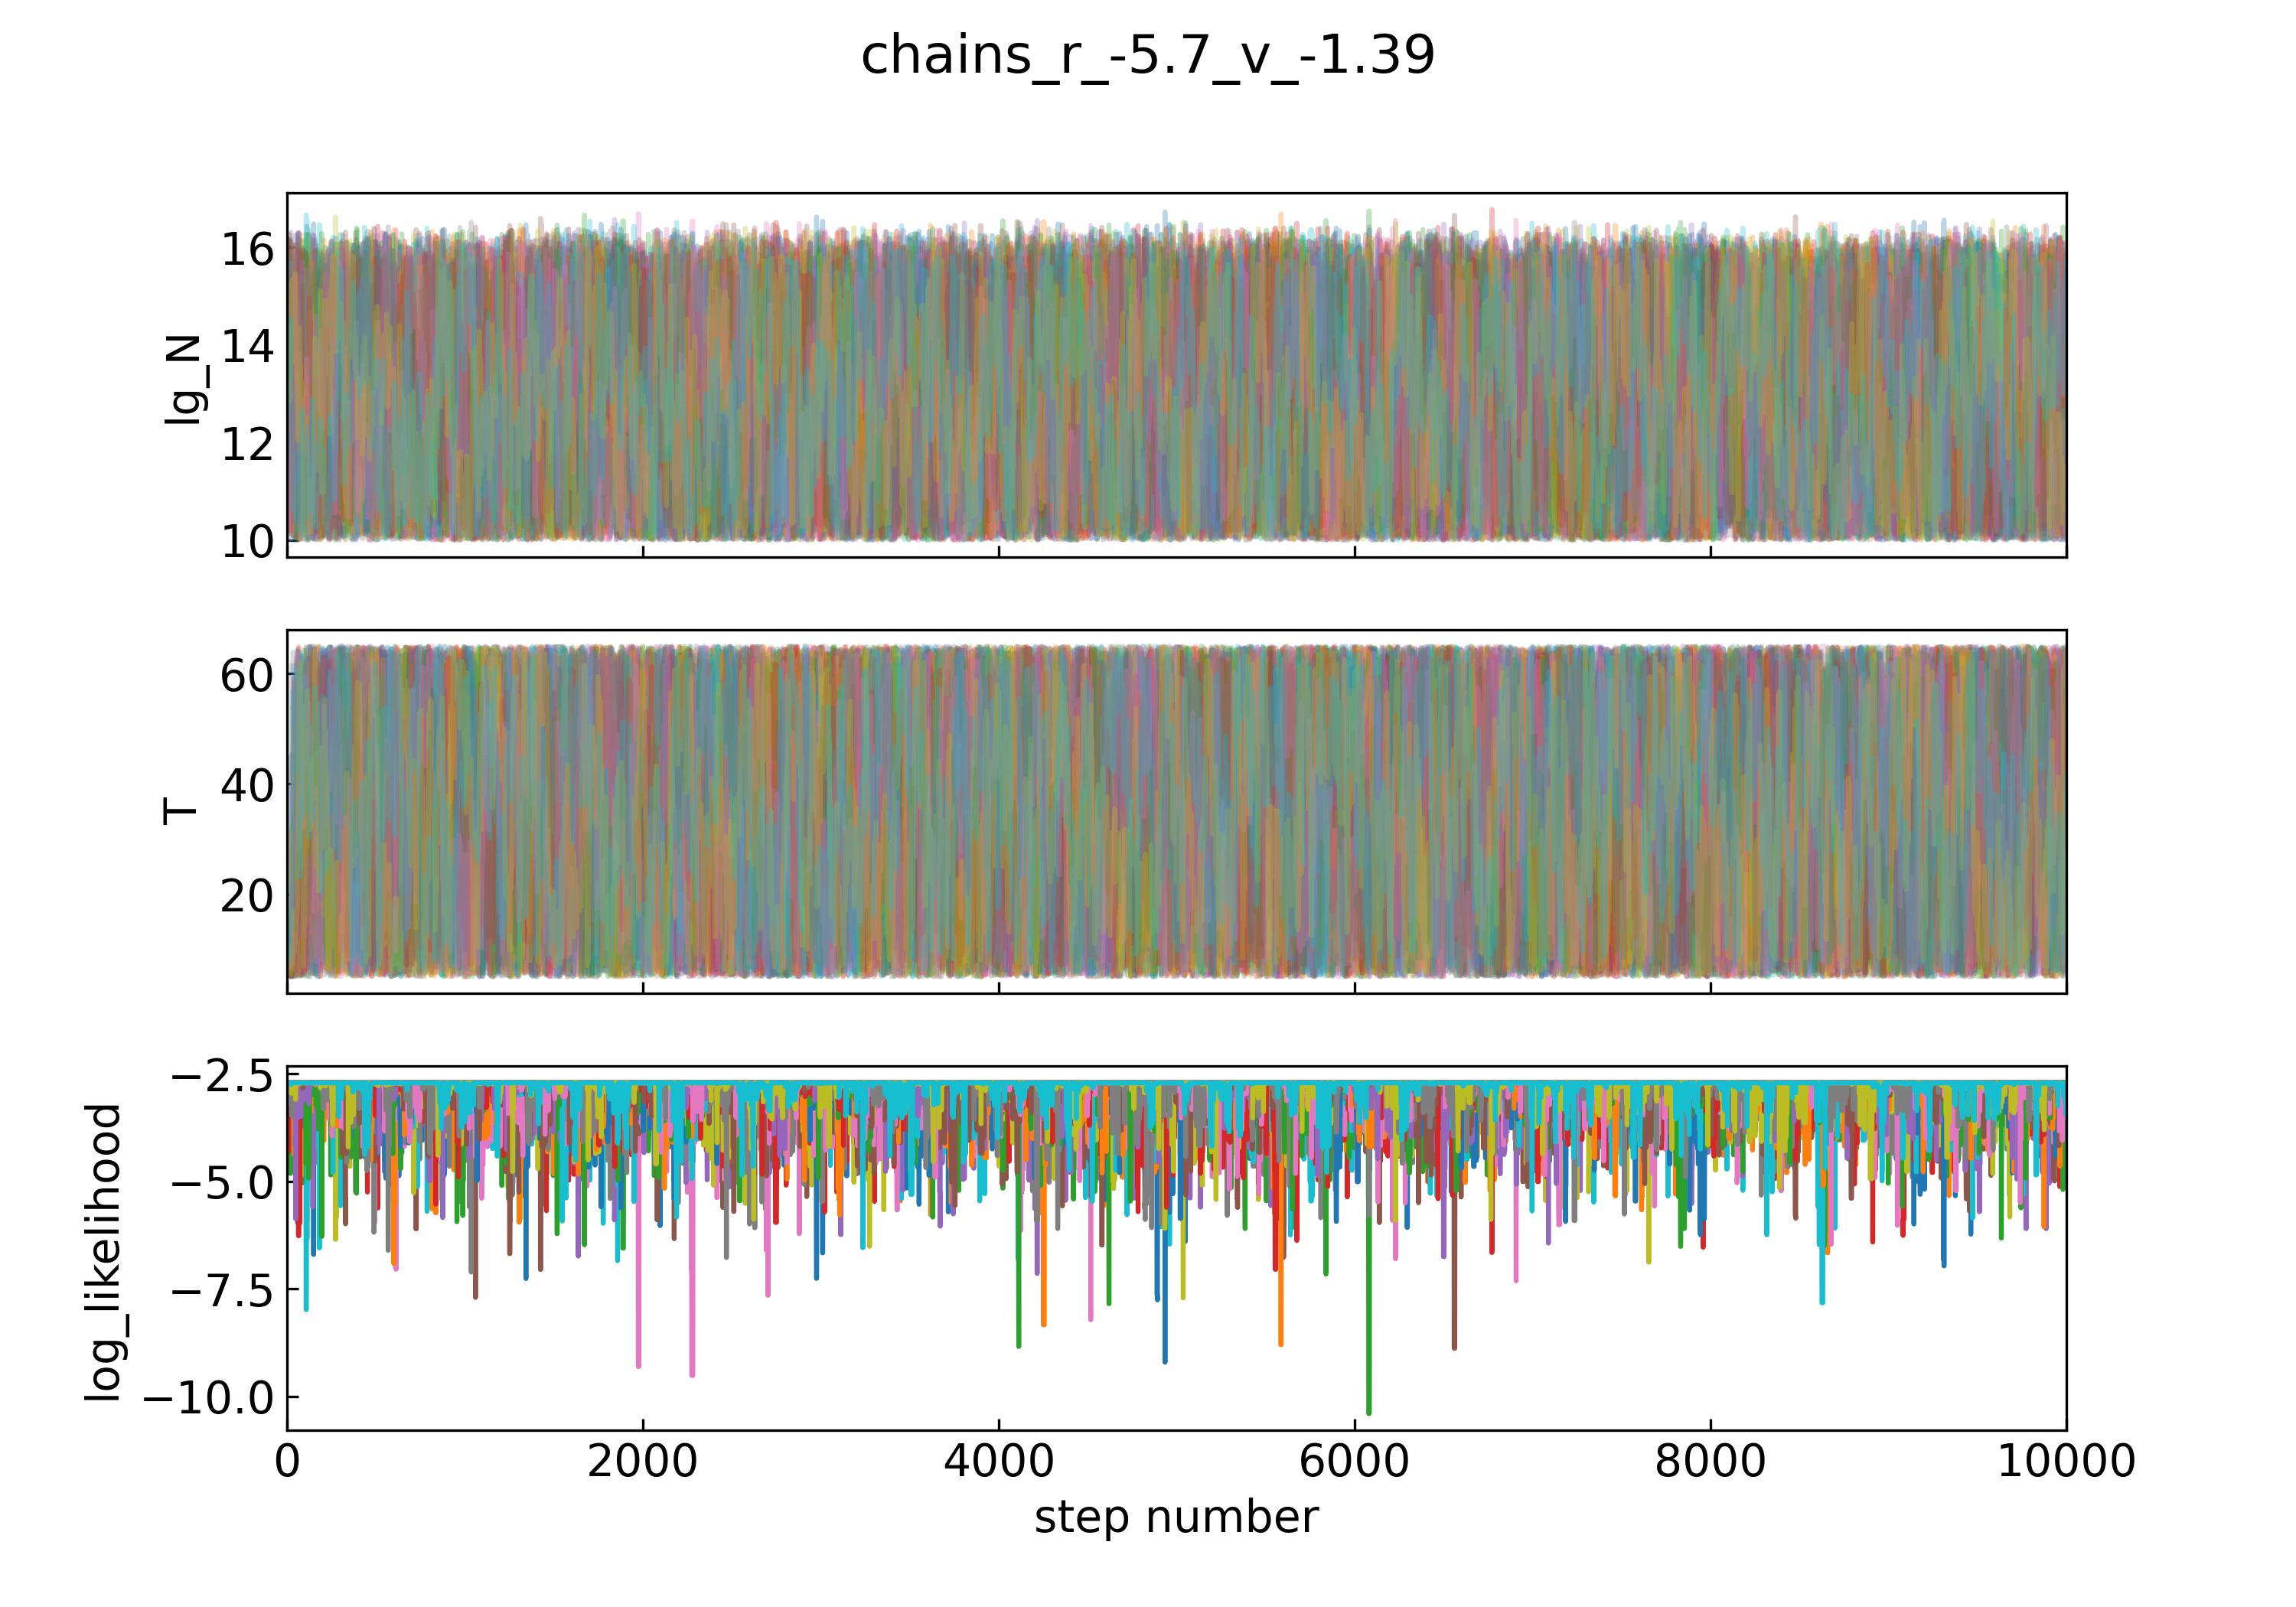 chains_r_-5.7_v_-1.39
16
14
12
10
lg_N
60
40
20
T
−2.5
−5.0
−7.5
−10.0
log_likelihood
0 2000 4000 6000 8000 10000
step number